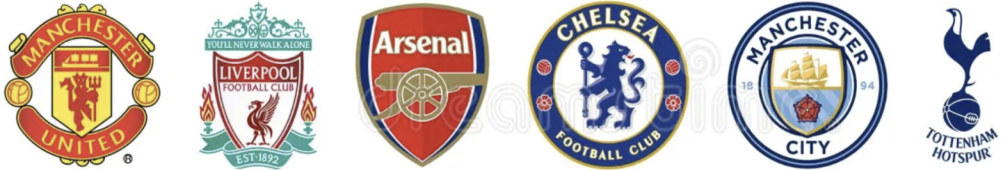 MANCHESTER
UNITED
®
YOU'LL NEVER WALK ALONE
LIVERPOOL
FOOTBALL CLUB
EST·1892
Arsenal
CHELSEA
FOOTBALL CLUB
MANCHESTER
18 94
CITY
TOTTENHAM
HOTSPUR